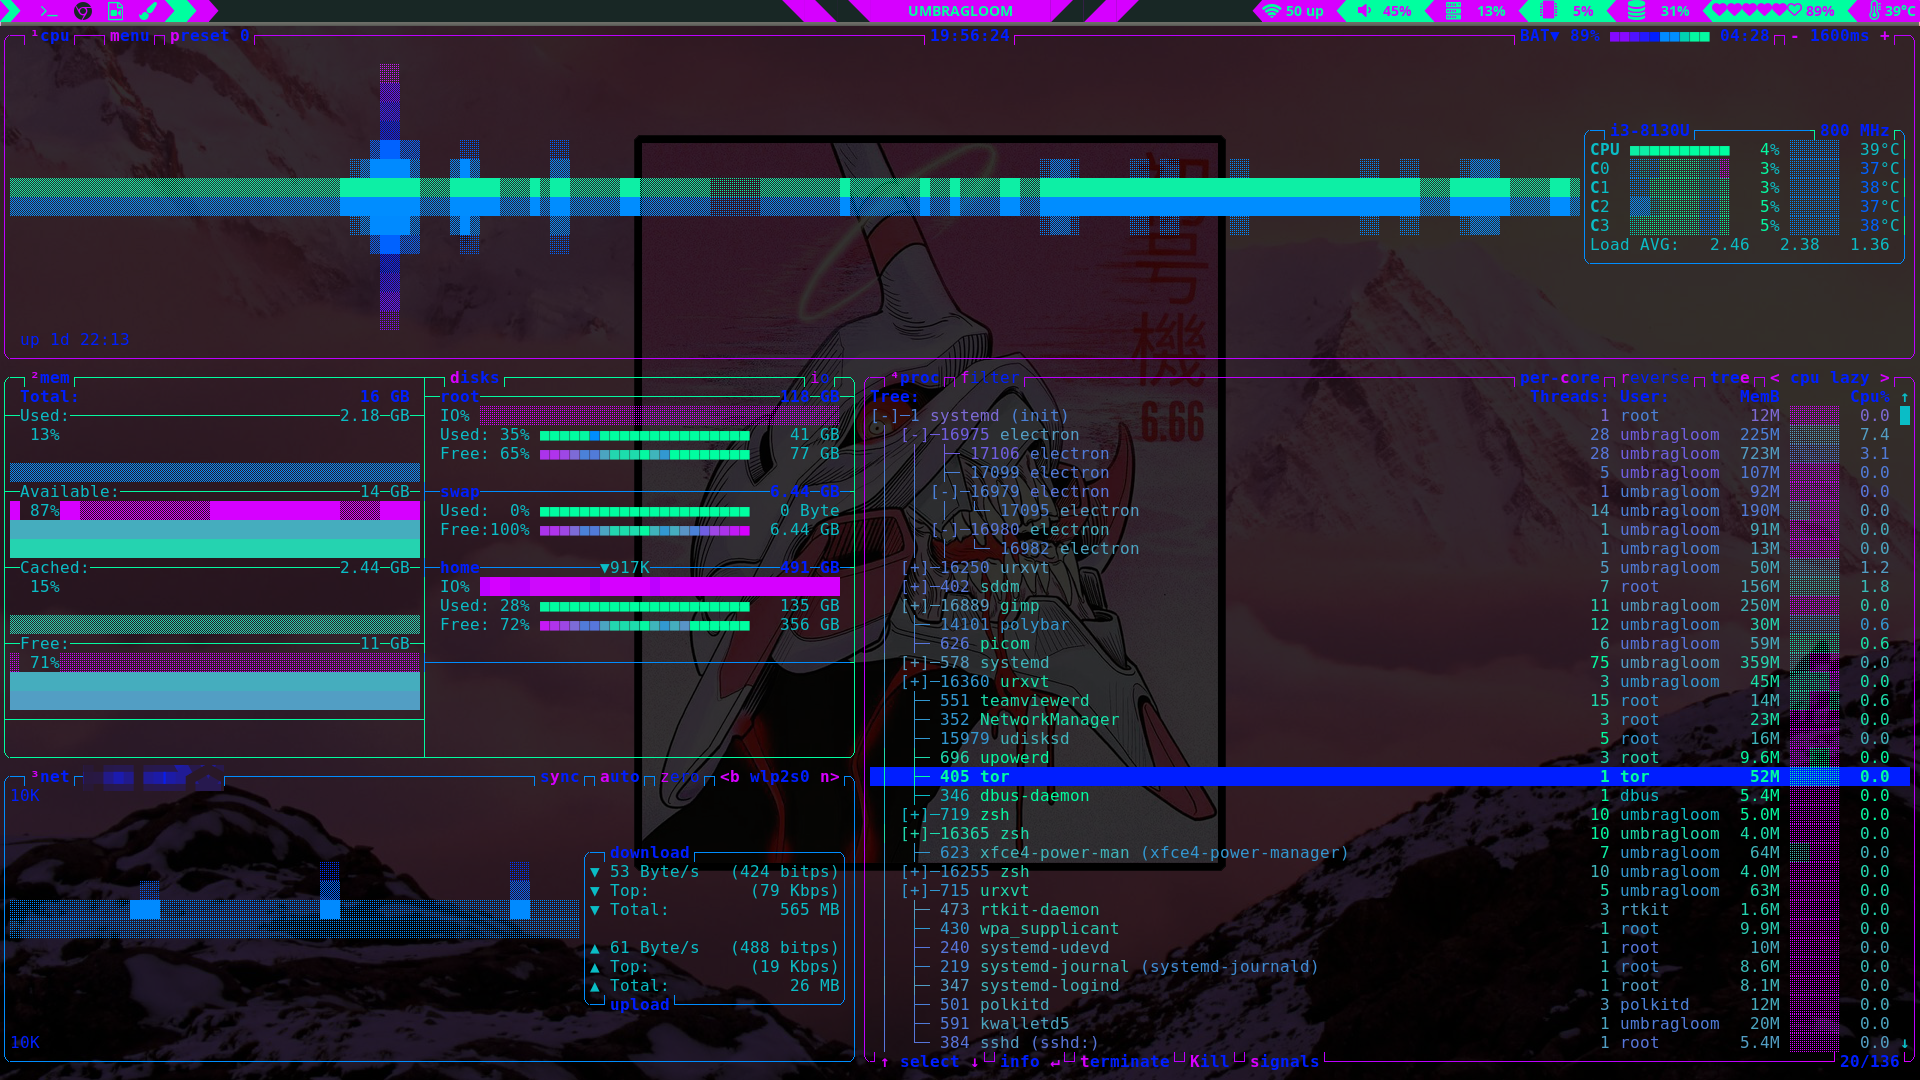 UMBRAGLOOM
50 up 45% 13% 5% 31% 89% 39°C
¹cpu menu preset 0 19:56:24 BAT▼ 89% 04:28 - 1600ms +
i3-8130U 800 MHz
CPU 4% 39°C
C0 3% 37°C
C1 3% 38°C
C2 5% 37°C
C3 5% 38°C
Load AVG: 2.46 2.38 1.36
up 1d 22:13
²mem
Total: 16 GB
Used: 2.18 GB
13%
Available: 14 GB
87%
Cached: 2.44 GB
15%
Free: 11 GB
71%
disks io
root 118 GB
IO%
Used: 35% 41 GB
Free: 65% 77 GB
swap 6.44 GB
Used: 0% 0 Byte
Free:100% 6.44 GB
home ▼917K 491 GB
IO%
Used: 28% 135 GB
Free: 72% 356 GB
³net sync auto zero <b wlp2s0 n>
10K
download
▼ 53 Byte/s (424 bitps)
▼ Top: (79 Kbps)
▼ Total: 565 MB
▲ 61 Byte/s (488 bitps)
▲ Top: (19 Kbps)
▲ Total: 26 MB
upload
10K
号
機
6.66
⁴proc filter per-core reverse tree < cpu lazy >
Tree: Threads: User: MemB Cpu% ↑
[-]─1 systemd (init) 1 root 12M 0.0
[-]─16975 electron 28 umbragloom 225M 7.4
├─ 17106 electron 28 umbragloom 723M 3.1
├─ 17099 electron 5 umbragloom 107M 0.0
[-]─16979 electron 1 umbragloom 92M 0.0
└─ 17095 electron 14 umbragloom 190M 0.0
[-]─16980 electron 1 umbragloom 91M 0.0
└─ 16982 electron 1 umbragloom 13M 0.0
[+]─16250 urxvt 5 umbragloom 50M 1.2
[+]─402 sddm 7 root 156M 1.8
[+]─16889 gimp 11 umbragloom 250M 0.0
├─ 14101 polybar 12 umbragloom 30M 0.6
├─ 626 picom 6 umbragloom 59M 0.6
[+]─578 systemd 75 umbragloom 359M 0.0
[+]─16360 urxvt 3 umbragloom 45M 0.0
├─ 551 teamviewerd 15 root 14M 0.6
├─ 352 NetworkManager 3 root 23M 0.0
├─ 15979 udisksd 5 root 16M 0.0
├─ 696 upowerd 3 root 9.6M 0.0
├─ 405 tor 1 tor 52M 0.0
├─ 346 dbus-daemon 1 dbus 5.4M 0.0
[+]─719 zsh 10 umbragloom 5.0M 0.0
[+]─16365 zsh 10 umbragloom 4.0M 0.0
├─ 623 xfce4-power-man (xfce4-power-manager) 7 umbragloom 64M 0.0
[+]─16255 zsh 10 umbragloom 4.0M 0.0
[+]─715 urxvt 5 umbragloom 63M 0.0
├─ 473 rtkit-daemon 3 rtkit 1.6M 0.0
├─ 430 wpa_supplicant 1 root 9.9M 0.0
├─ 240 systemd-udevd 1 root 10M 0.0
├─ 219 systemd-journal (systemd-journald) 1 root 8.6M 0.0
├─ 347 systemd-logind 1 root 8.1M 0.0
├─ 501 polkitd 3 polkitd 12M 0.0
├─ 591 kwalletd5 1 umbragloom 20M 0.0
├─ 384 sshd (sshd:) 1 root 5.4M 0.0 ↓
↑ select ↓ info ↵ terminate Kill signals 20/136